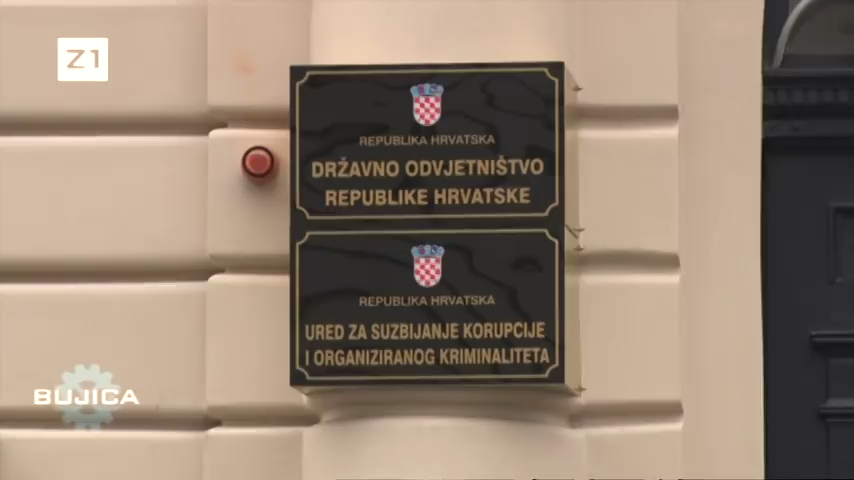 Z1
REPUBLIKA HRVATSKA
DRŽAVNO ODVJETNIŠTVO
REPUBLIKE HRVATSKE
REPUBLIKA HRVATSKA
URED ZA SUZBIJANJE KORUPCIJE
I ORGANIZIRANOG KRIMINALITETA
BUJICA